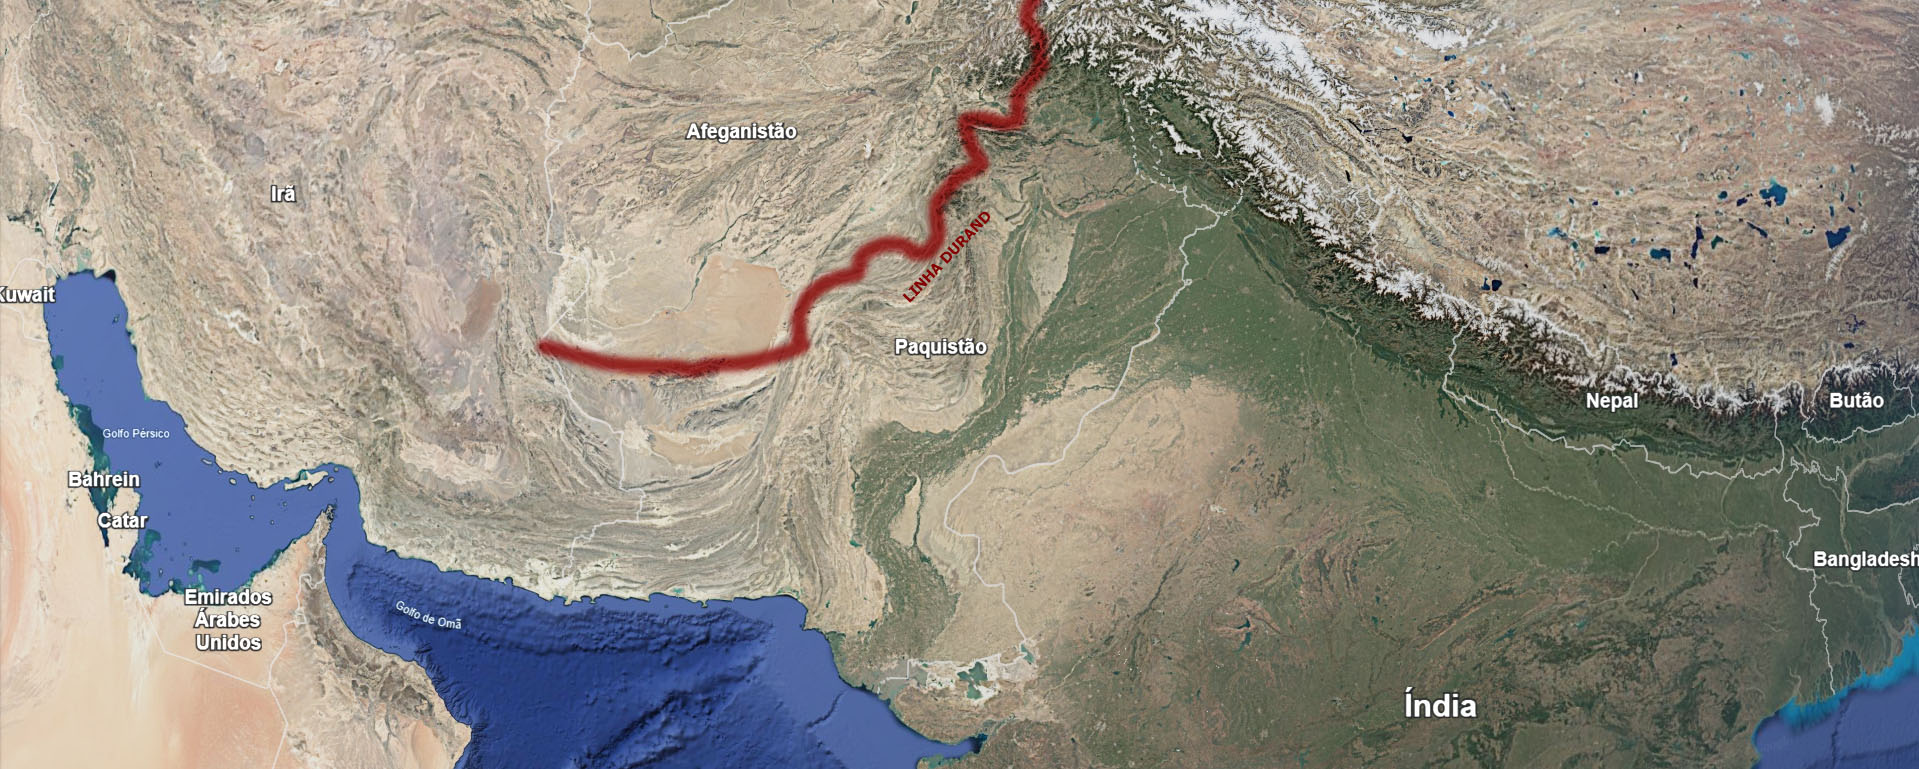 Afeganistão
Irã
LINHA DURAND
Kuwait
Paquistão
Nepal
Butão
Golfo Pérsico
Bahrein
Catar
Emirados
Árabes
Unidos
Golfo de Omã
Bangladesh
Índia